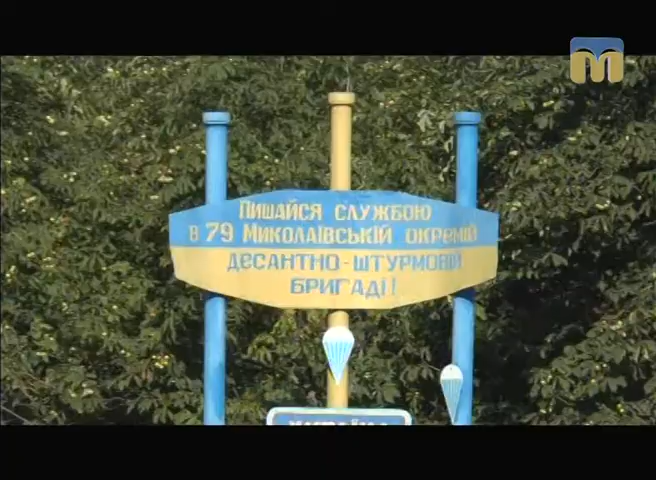 Пишайся службою
в 79 Миколаївській окремій
десантно-штурмовій
бригаді!